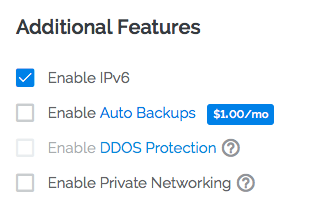 Additional Features
Enable IPv6
Enable Auto Backups $1.00/mo
Enable DDOS Protection ?
Enable Private Networking ?